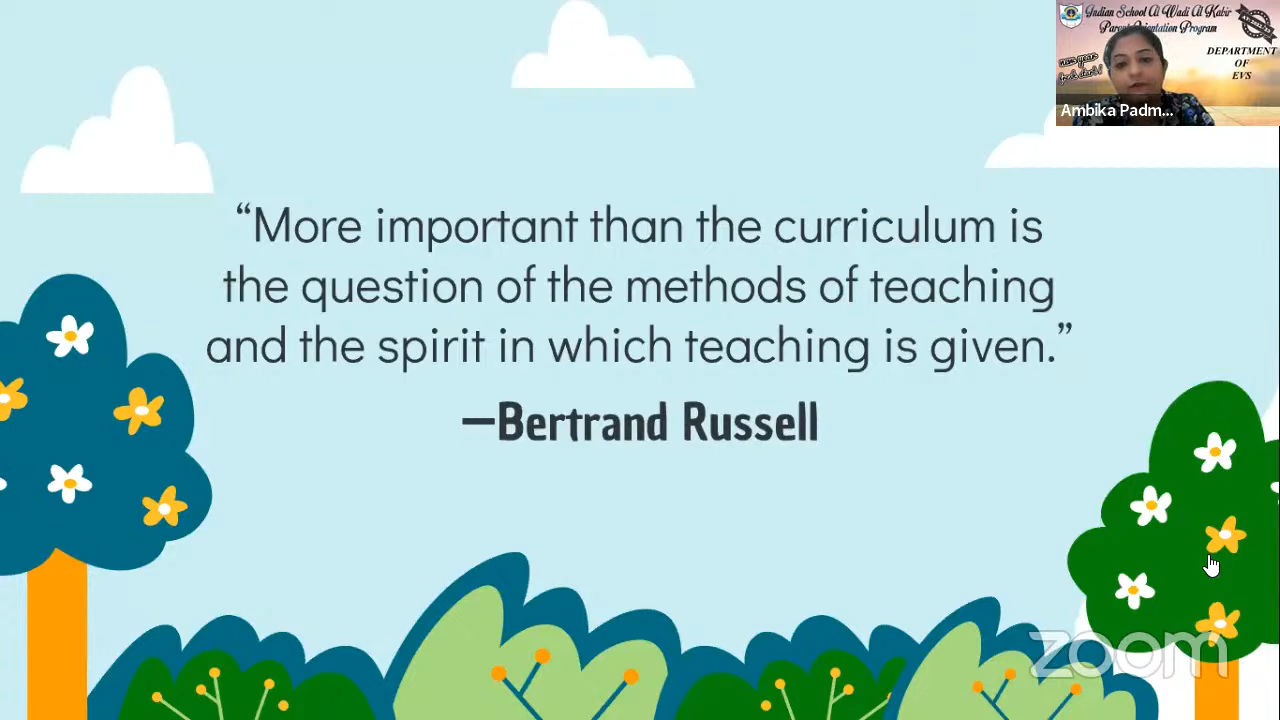 Indian School Al Wadi Al Kabir
Parent Orientation Program
DEPARTMENT
OF
EVS
Ambika Padm...
“More important than the curriculum is
the question of the methods of teaching
and the spirit in which teaching is given.”
—Bertrand Russell
zoom